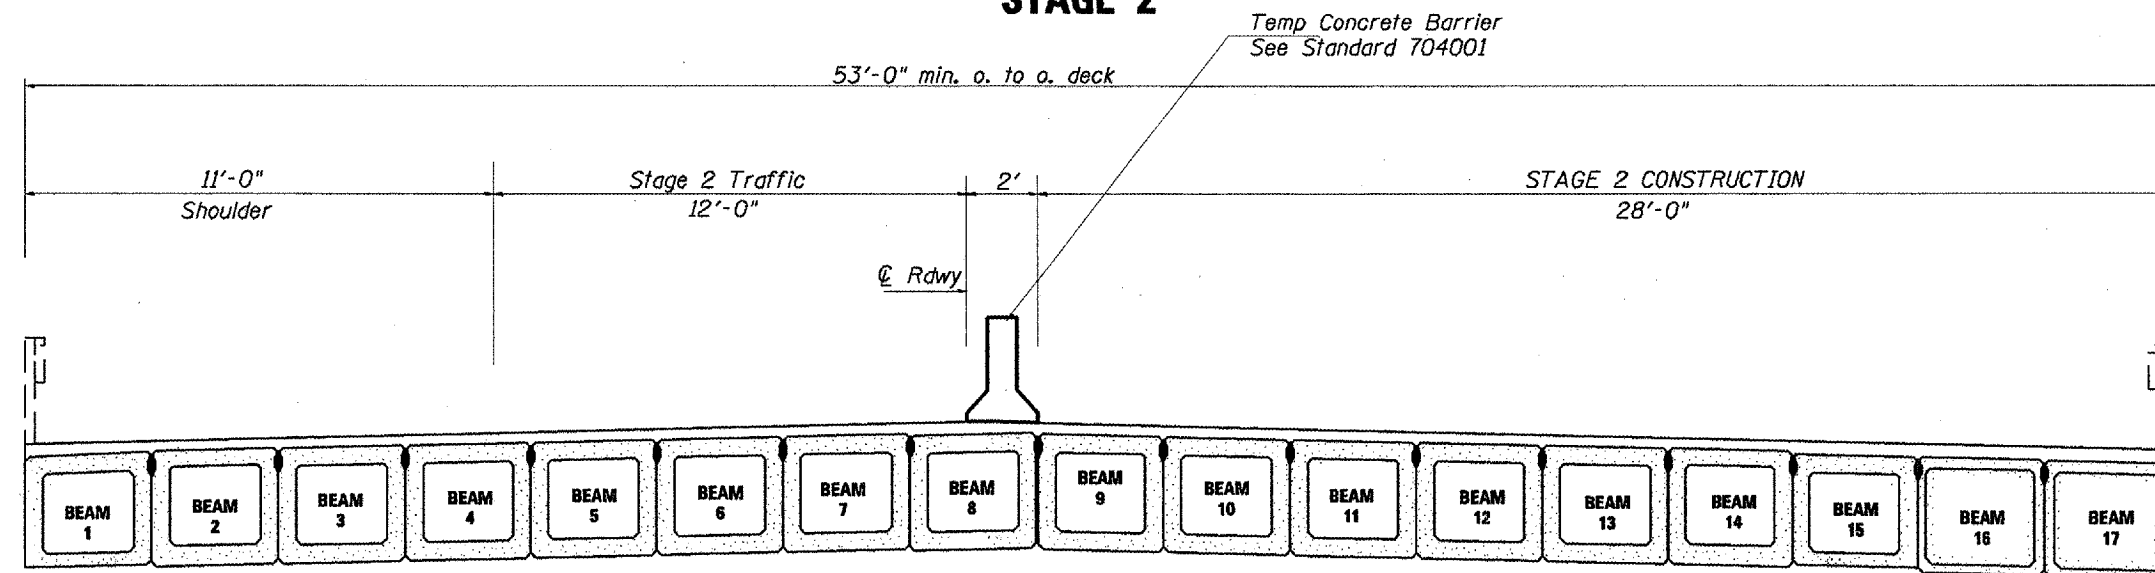 STAGE 2
Temp Concrete Barrier
See Standard 704001
53'-0" min. o. to o. deck
11'-0"
Shoulder
Stage 2 Traffic
12'-0"
2'
STAGE 2 CONSTRUCTION
28'-0"
℄ Rdwy
BEAM
1
BEAM
2
BEAM
3
BEAM
4
BEAM
5
BEAM
6
BEAM
7
BEAM
8
BEAM
9
BEAM
10
BEAM
11
BEAM
12
BEAM
13
BEAM
14
BEAM
15
BEAM
16
BEAM
17